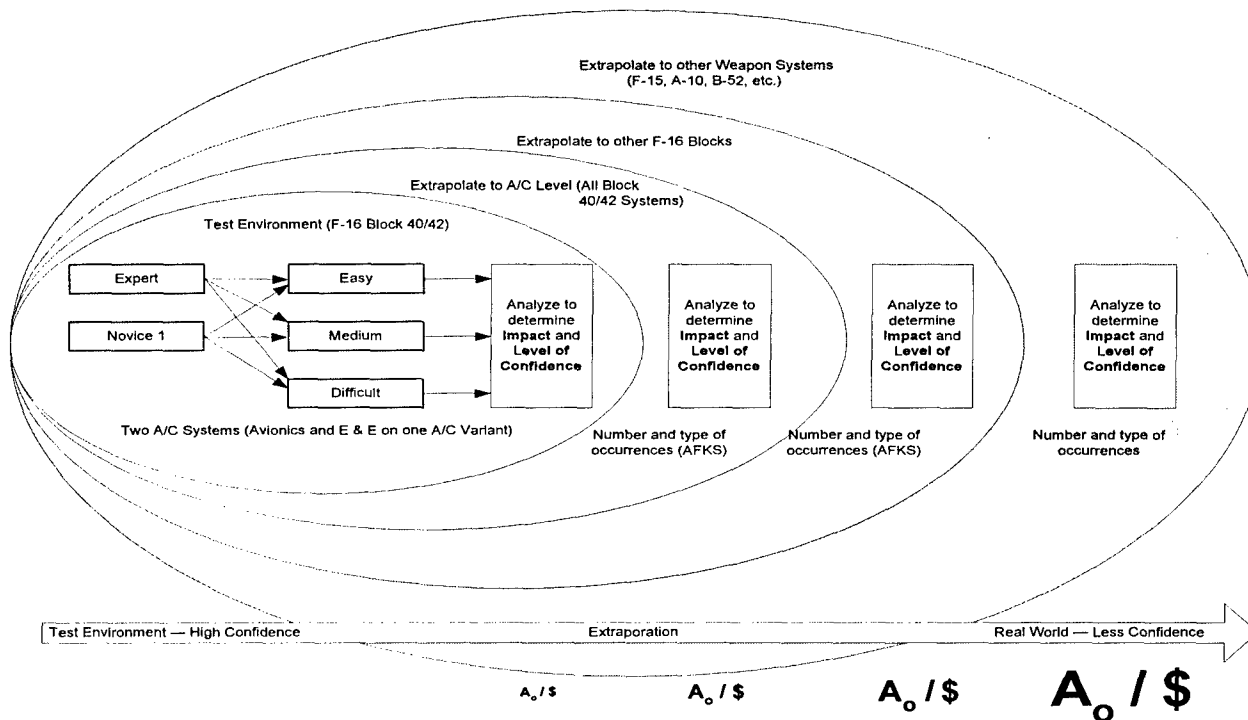 Extrapolate to other Weapon Systems
(F-15, A-10, B-52, etc.)
Extrapolate to other F-16 Blocks
Extrapolate to A/C Level (All Block
40/42 Systems)
Test Environment (F-16 Block 40/42)
Expert
Novice 1
Easy
Medium
Difficult
Analyze to
determine
Impact and
Level of
Confidence
Analyze to
determine
Impact and
Level of
Confidence
Analyze to
determine
Impact and
Level of
Confidence
Analyze to
determine
Impact and
Level of
Confidence
Two A/C Systems (Avionics and E & E on one A/C Variant)
Number and type of
occurrences (AFKS)
Number and type of
occurrences (AFKS)
Number and type of
occurrences
Test Environment — High Confidence
Extraporation
Real World — Less Confidence
Ao / $
Ao / $
Ao / $
Ao / $